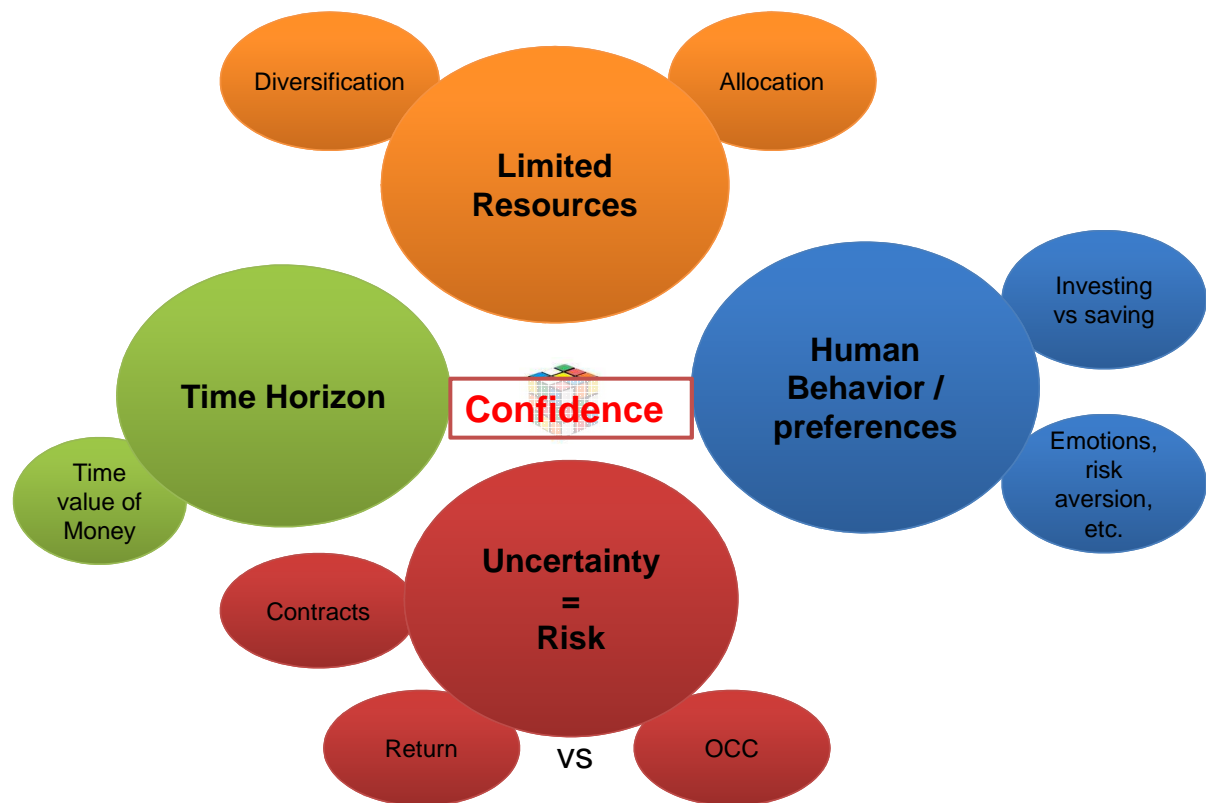 Diversification
Allocation
Limited
Resources
Investing
vs saving
Human
Behavior /
preferences
Time Horizon
Confidence
Emotions,
risk
aversion,
etc.
Time
value of
Money
Uncertainty
=
Risk
Contracts
Return
vs
OCC